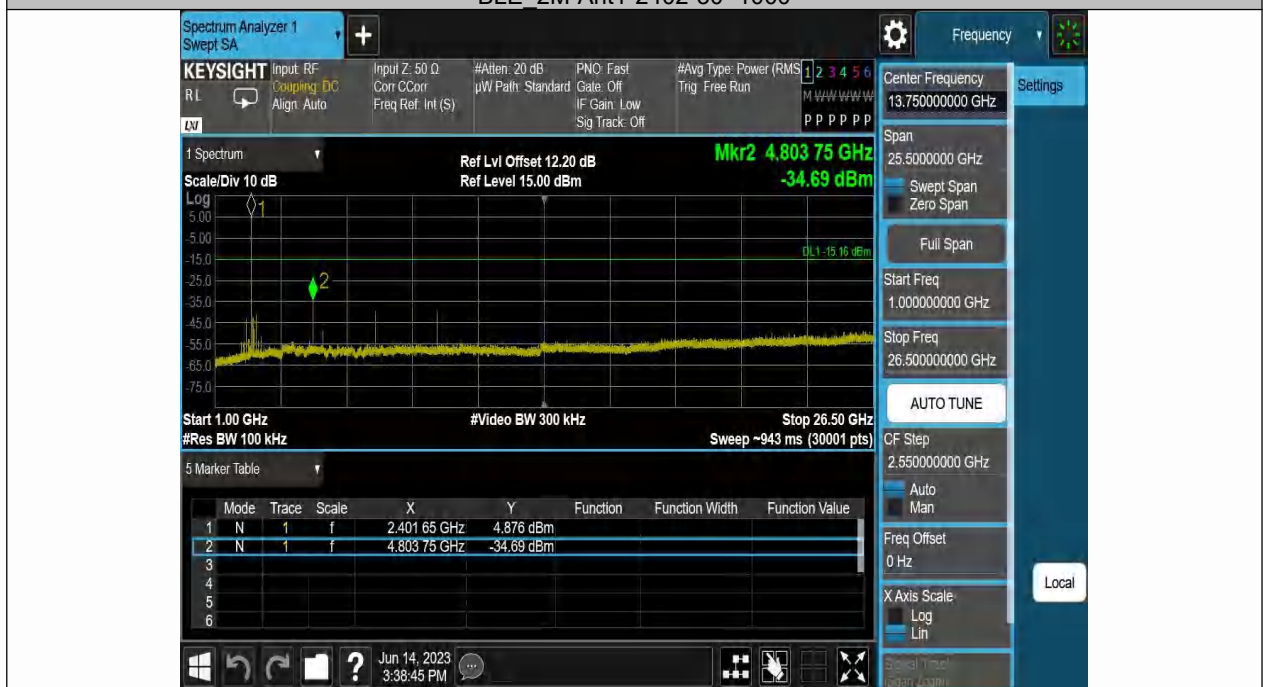 BLE_2M-Ant1-2402-30~1000
Spectrum Analyzer 1
Swept SA
+
Frequency
KEYSIGHT
RL
LXI
Input: RF
Coupling: DC
Align: Auto
Input Z: 50 Ω
Corr CCorr
Freq Ref: Int (S)
#Atten: 20 dB
µW Path: Standard
PNO: Fast
Gate: Off
IF Gain: Low
Sig Track: Off
#Avg Type: Power (RMS
Trig: Free Run
1 2 3 4 5 6
M W W W W W
P P P P P P
Center Frequency
13.750000000 GHz
Settings
Span
25.5000000 GHz
Swept Span
Zero Span
Full Span
Start Freq
1.000000000 GHz
Stop Freq
26.500000000 GHz
AUTO TUNE
CF Step
2.550000000 GHz
Auto
Man
Freq Offset
0 Hz
X Axis Scale
Log
Lin
Local
1 Spectrum
Scale/Div 10 dB
Ref Lvl Offset 12.20 dB
Ref Level 15.00 dBm
Mkr2 4.803 75 GHz
-34.69 dBm
Log
5.00
-5.00
-15.0
-25.0
-35.0
-45.0
-55.0
-65.0
-75.0
1
2
DL1 -15.16 dBm
Start 1.00 GHz
#Video BW 300 kHz
Stop 26.50 GHz
#Res BW 100 kHz
Sweep ~943 ms (30001 pts)
5 Marker Table
Mode Trace Scale X Y Function Function Width Function Value
1 N 1 f 2.401 65 GHz 4.876 dBm
2 N 1 f 4.803 75 GHz -34.69 dBm
3
4
5
6
?
Jun 14, 2023
3:38:45 PM